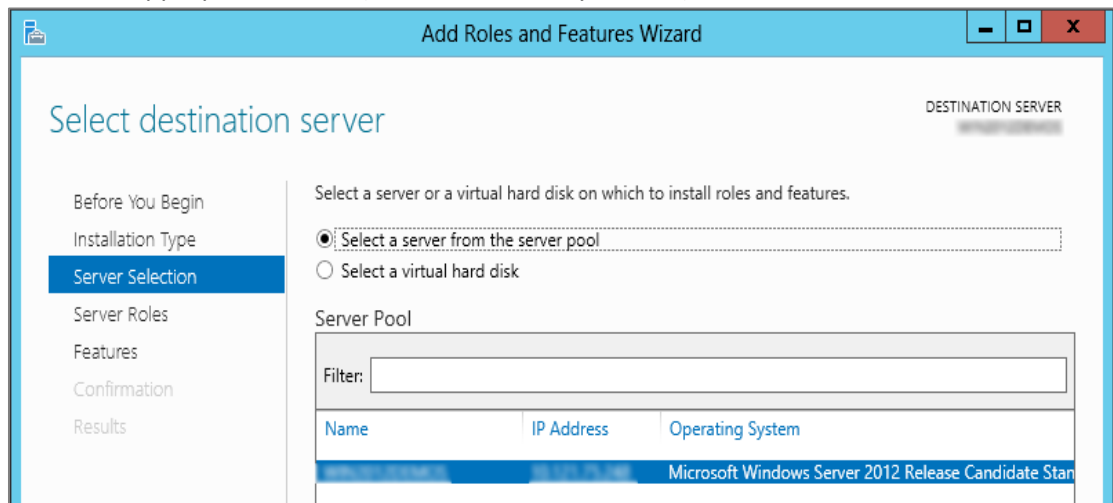 Add Roles and Features Wizard
Select destination server
DESTINATION SERVER
Before You Begin
Installation Type
Server Selection
Server Roles
Features
Confirmation
Results
Select a server or a virtual hard disk on which to install roles and features.
Select a server from the server pool
Select a virtual hard disk
Server Pool
Filter:
Name IP Address Operating System
Microsoft Windows Server 2012 Release Candidate Stan